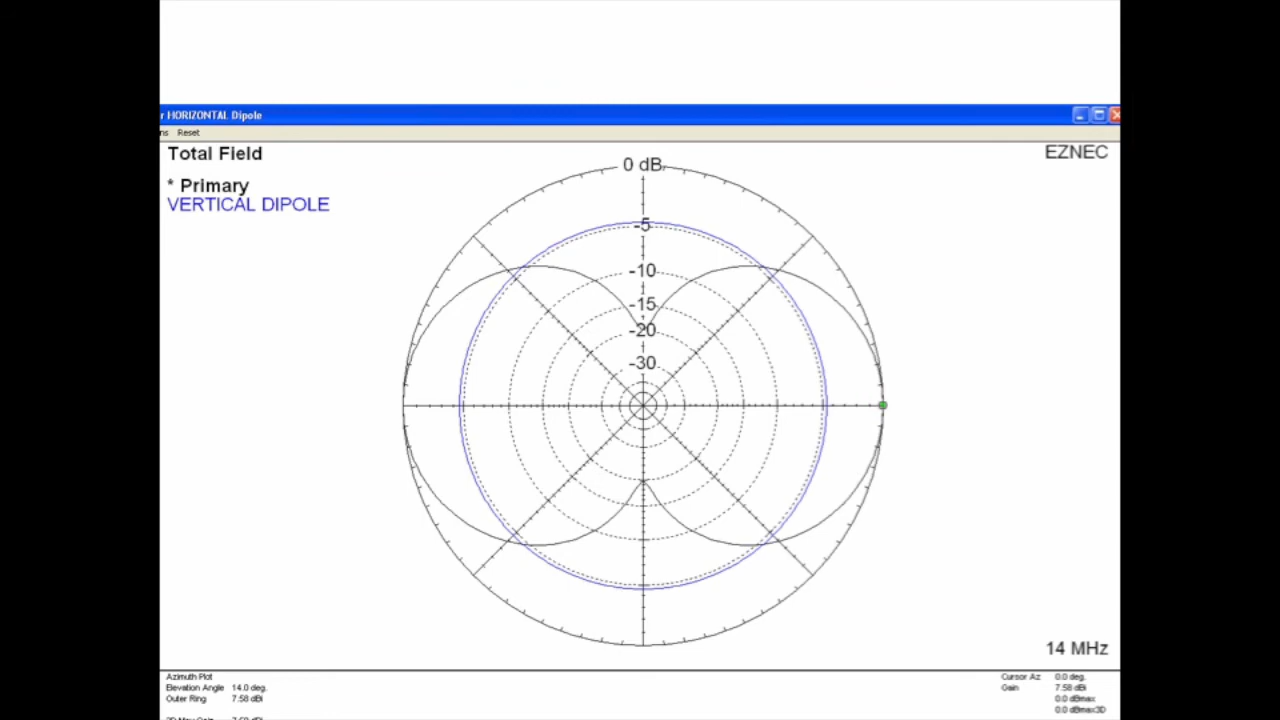 r HORIZONTAL Dipole
ns Reset
Total Field
EZNEC
* Primary
VERTICAL DIPOLE
0 dB
-5
-10
-15
-20
-30
14 MHz
Azimuth Plot
Elevation Angle 14.0 deg.
Outer Ring 7.58 dBi
Cursor Az 0.0 deg.
Gain 7.58 dBi
0.0 dBmax
0.0 dBmax3D